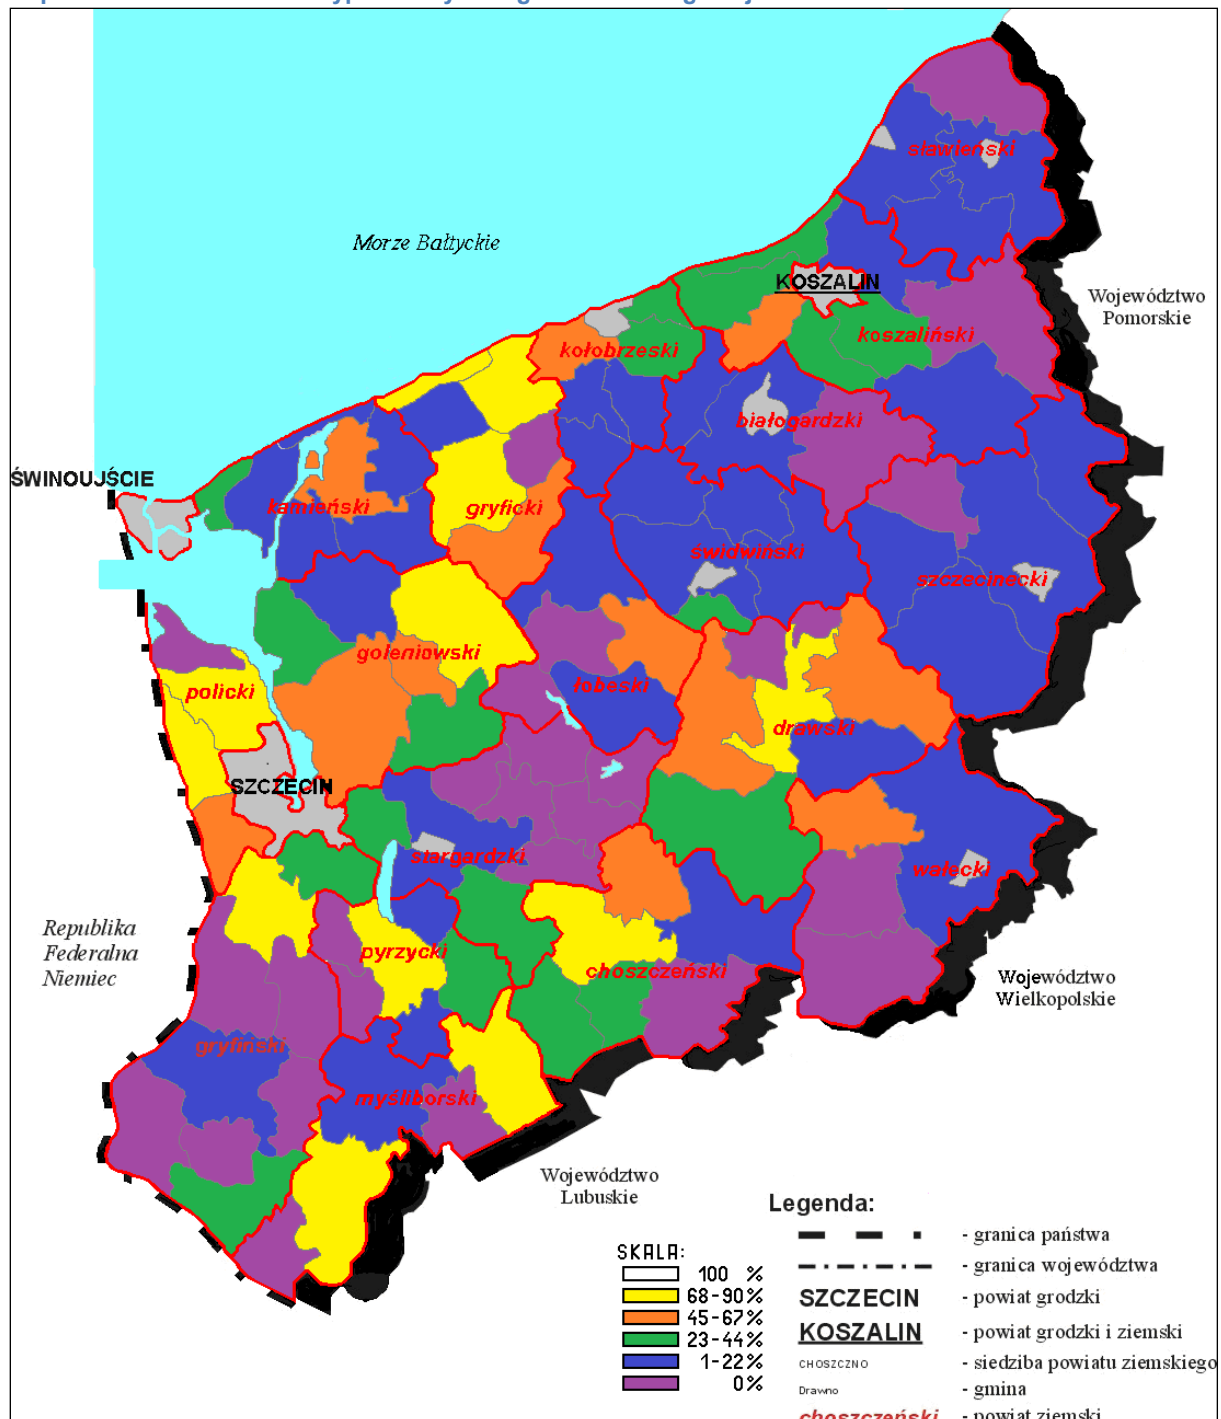 sławieński
Morze Bałtyckie
KOSZALIN
Województwo
Pomorskie
koszaliński
kołobrzeski
białogardzki
ŚWINOUJŚCIE
kamieński
gryficki
świdwiński
szczecinecki
goleniowski
policki
łobeski
drawski
SZCZECIN
stargardzki
wałecki
Republika
Federalna
Niemiec
pyrzycki
choszczeński
Województwo
Wielkopolskie
gryfiński
myśliborski
Województwo
Lubuskie
Legenda:
- granica państwa
- granica województwa
SZCZECIN - powiat grodzki
KOSZALIN - powiat grodzki i ziemski
CHOSZCZNO - siedziba powiatu ziemskiego
Drawno - gmina
choszczeński - powiat ziemski
SKALA:
100 %
68-90%
45-67%
23-44%
1-22%
0%